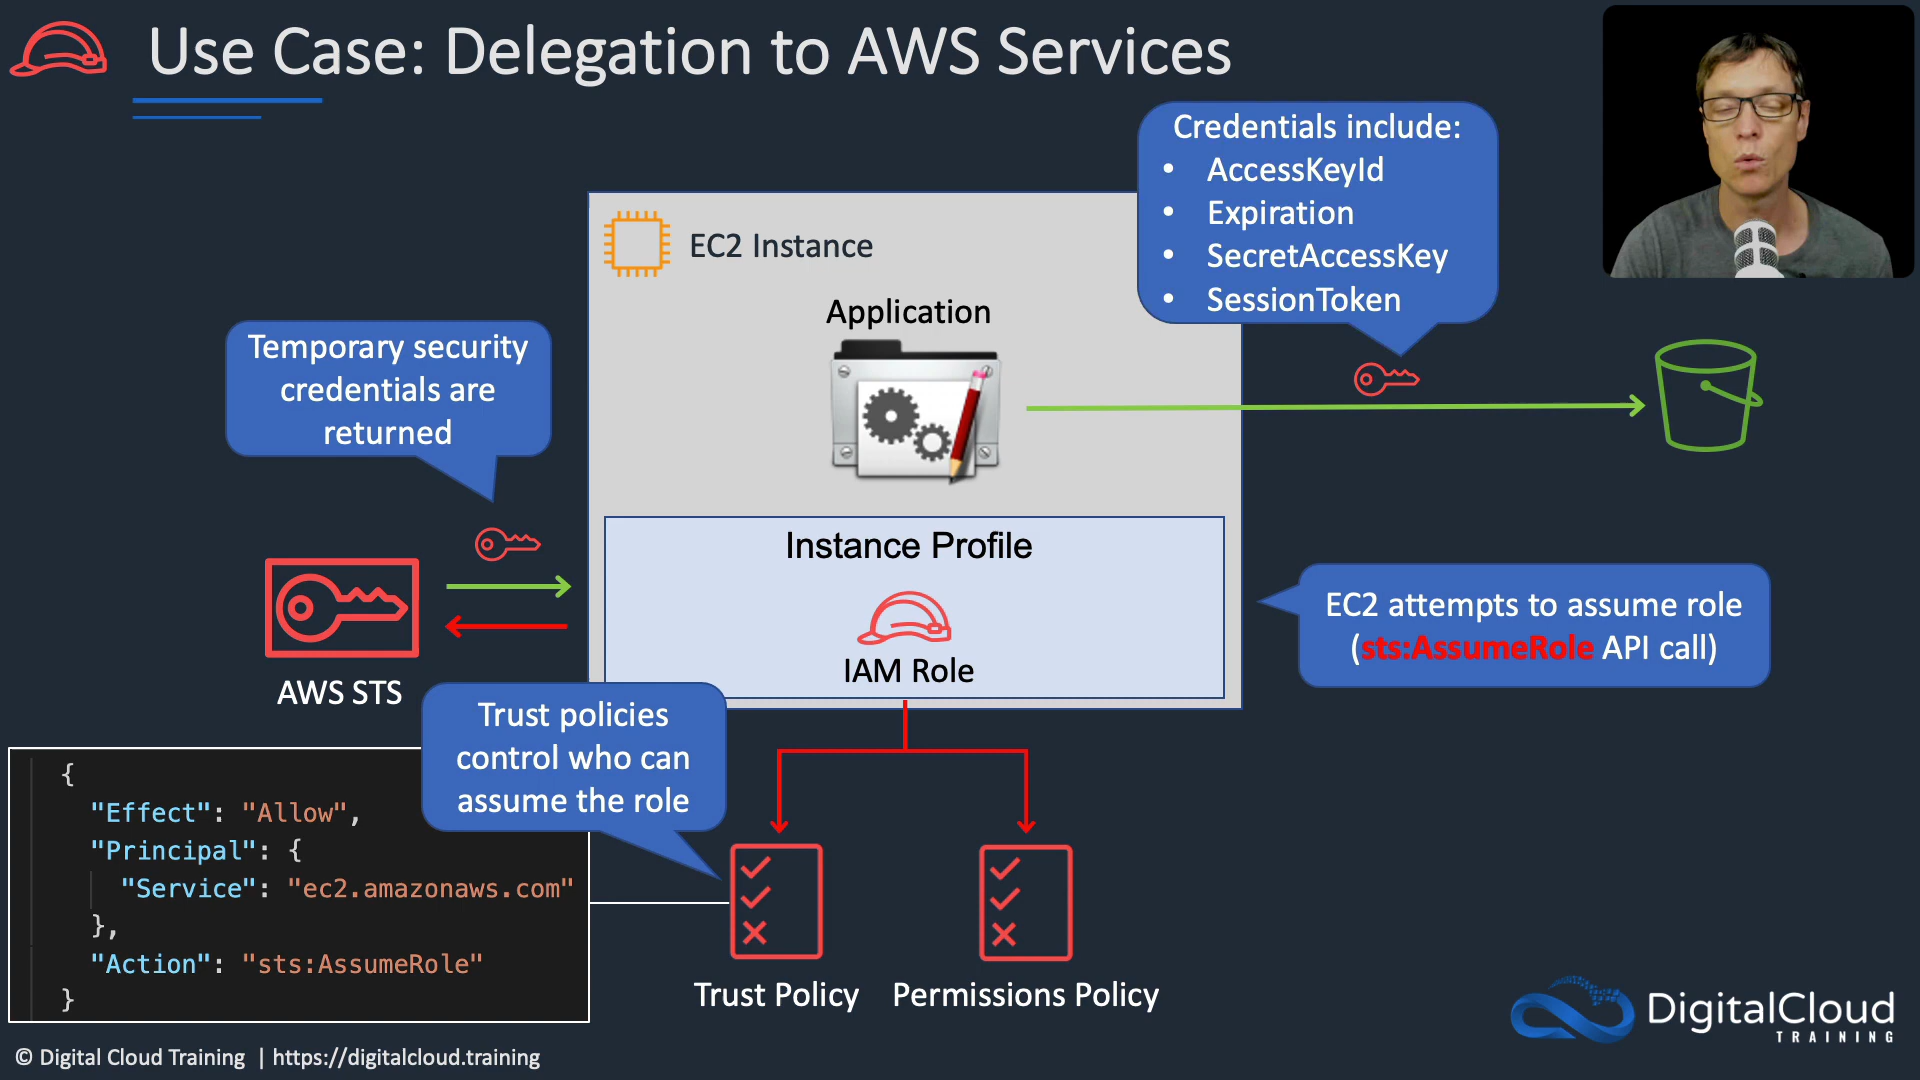 Use Case: Delegation to AWS Services
Credentials include:
• AccessKeyId
• Expiration
• SecretAccessKey
• SessionToken
EC2 Instance
Application
Temporary security
credentials are
returned
Instance Profile
IAM Role
AWS STS
EC2 attempts to assume role
(sts:AssumeRole API call)
Trust policies
control who can
assume the role
{
"Effect": "Allow",
"Principal": {
"Service": "ec2.amazonaws.com"
},
"Action": "sts:AssumeRole"
}
Trust Policy
Permissions Policy
DigitalCloud
TRAINING
© Digital Cloud Training | https://digitalcloud.training